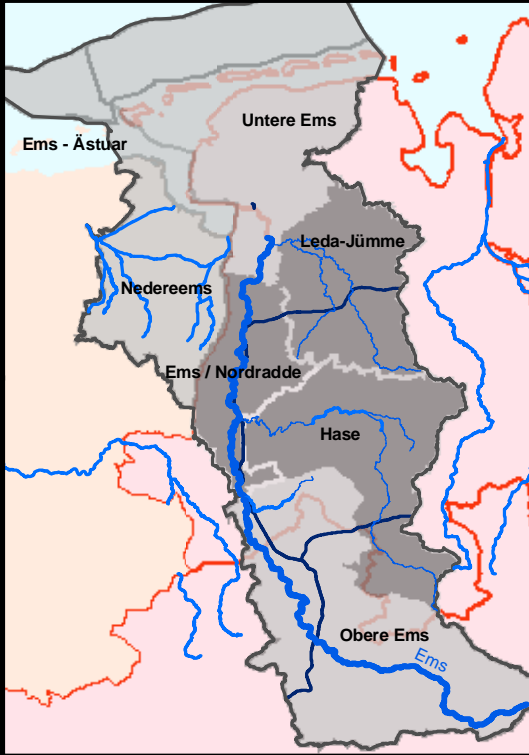 Untere Ems
Ems - Ästuar
Leda-Jümme
Nedereems
Ems / Nordradde
Hase
Obere Ems
Ems